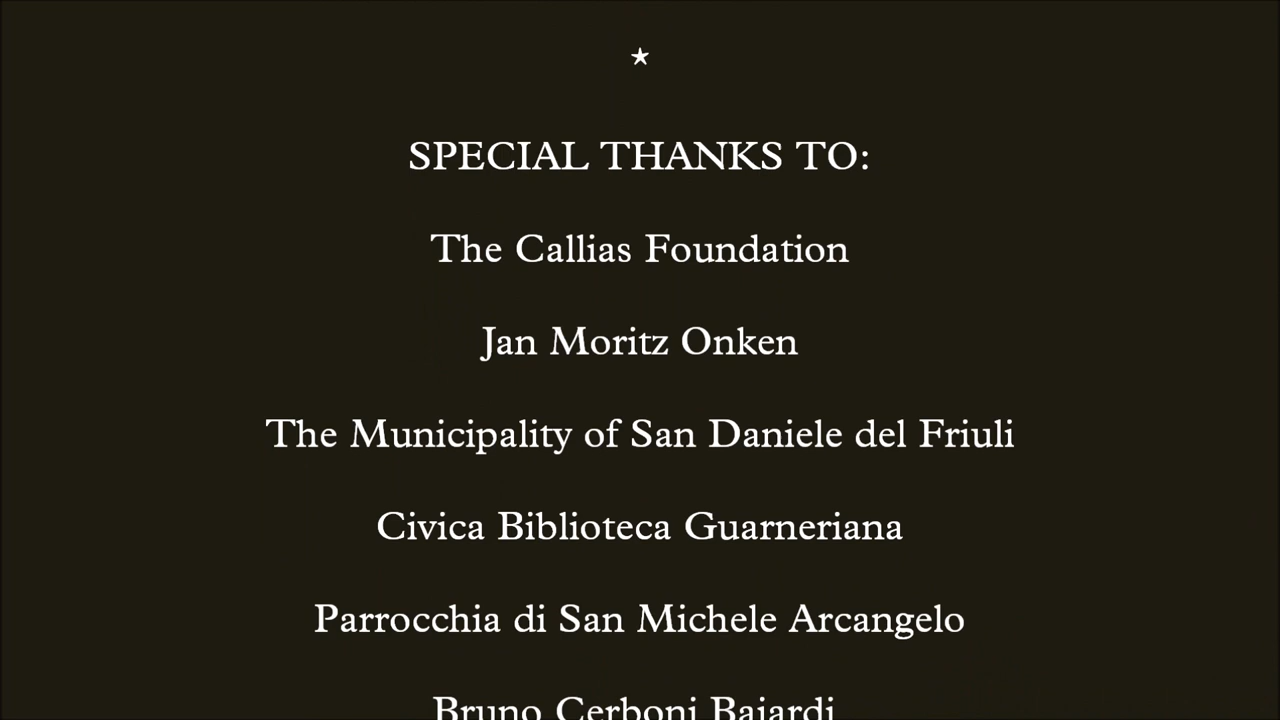 SPECIAL THANKS TO:
The Callias Foundation
Jan Moritz Onken
The Municipality of San Daniele del Friuli
Civica Biblioteca Guarneriana
Parrocchia di San Michele Arcangelo
Bruno Cerboni Bajardi